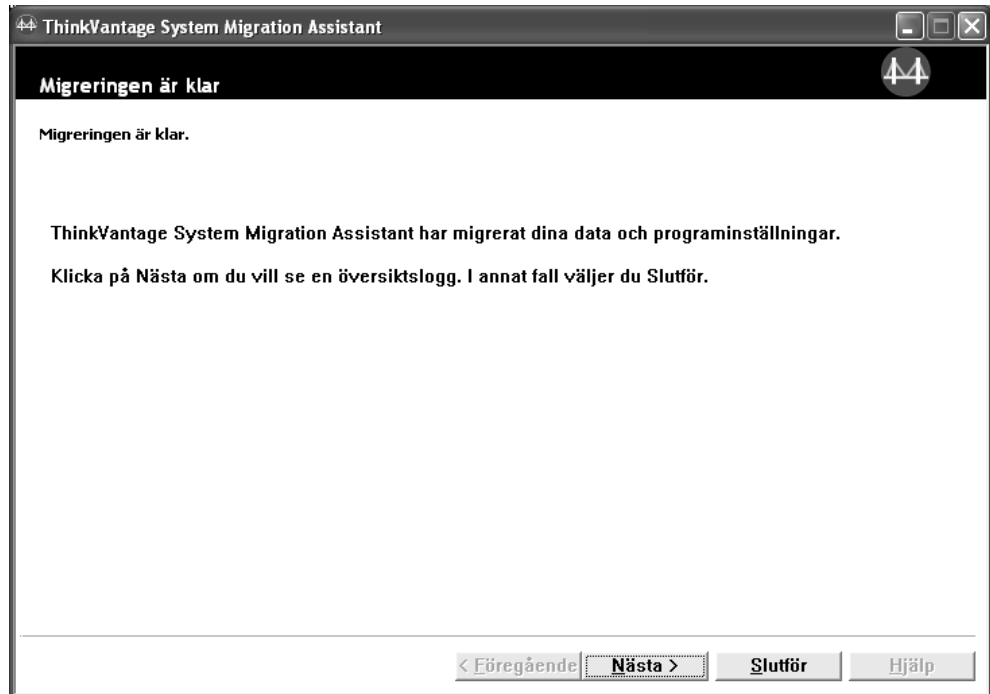 ThinkVantage System Migration Assistant
Migreringen är klar
Migreringen är klar.
ThinkVantage System Migration Assistant har migrerat dina data och programinställningar.
Klicka på Nästa om du vill se en översiktslogg. I annat fall väljer du Slutför.
< Föregående Nästa > Slutför Hjälp